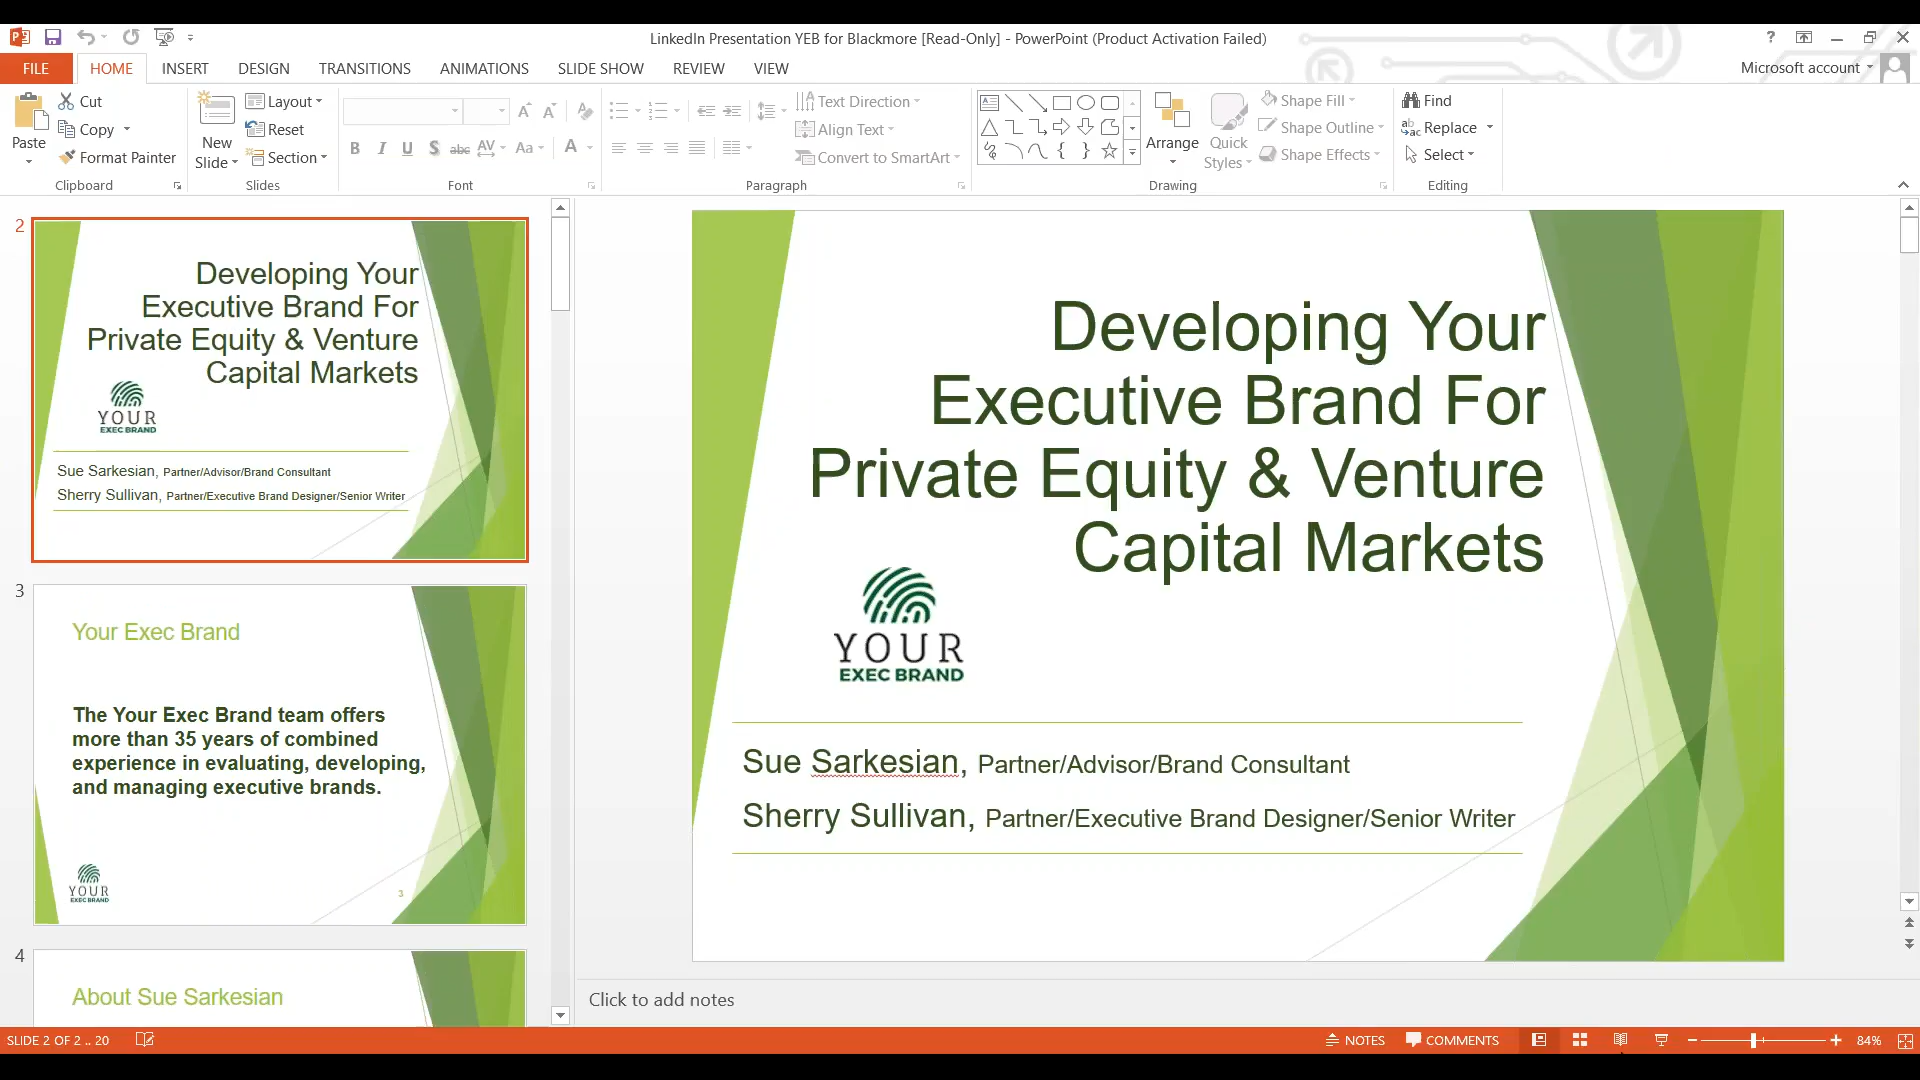 LinkedIn Presentation YEB for Blackmore [Read-Only] - PowerPoint (Product Activation Failed)
?
FILE HOME INSERT DESIGN TRANSITIONS ANIMATIONS SLIDE SHOW REVIEW VIEW
Microsoft account
Paste
Cut
Copy
Format Painter
Clipboard
New
Slide
Layout
Reset
Section
Slides
B I U S abc AV Aa A
Font
Text Direction
Align Text
Convert to SmartArt
Paragraph
Arrange
Quick
Styles
Shape Fill
Shape Outline
Shape Effects
Drawing
Find
Replace
Select
Editing
2
Developing Your
Executive Brand For
Private Equity & Venture
Capital Markets
YOUR
EXEC BRAND
Sue Sarkesian, Partner/Advisor/Brand Consultant
Sherry Sullivan, Partner/Executive Brand Designer/Senior Writer
3
Your Exec Brand
The Your Exec Brand team offers
more than 35 years of combined
experience in evaluating, developing,
and managing executive brands.
YOUR
EXEC BRAND
3
4
About Sue Sarkesian
Developing Your
Executive Brand For
Private Equity & Venture
Capital Markets
YOUR
EXEC BRAND
Sue Sarkesian, Partner/Advisor/Brand Consultant
Sherry Sullivan, Partner/Executive Brand Designer/Senior Writer
Click to add notes
SLIDE 2 OF 2 .. 20
NOTES COMMENTS 84%